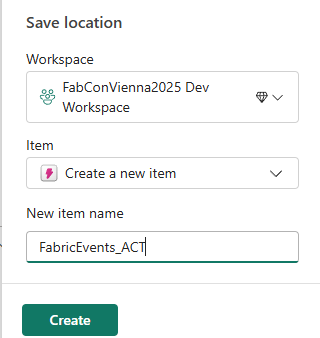 Save location
Workspace
FabConVienna2025 Dev
Workspace
Item
Create a new item
New item name
FabricEvents_ACT
Create